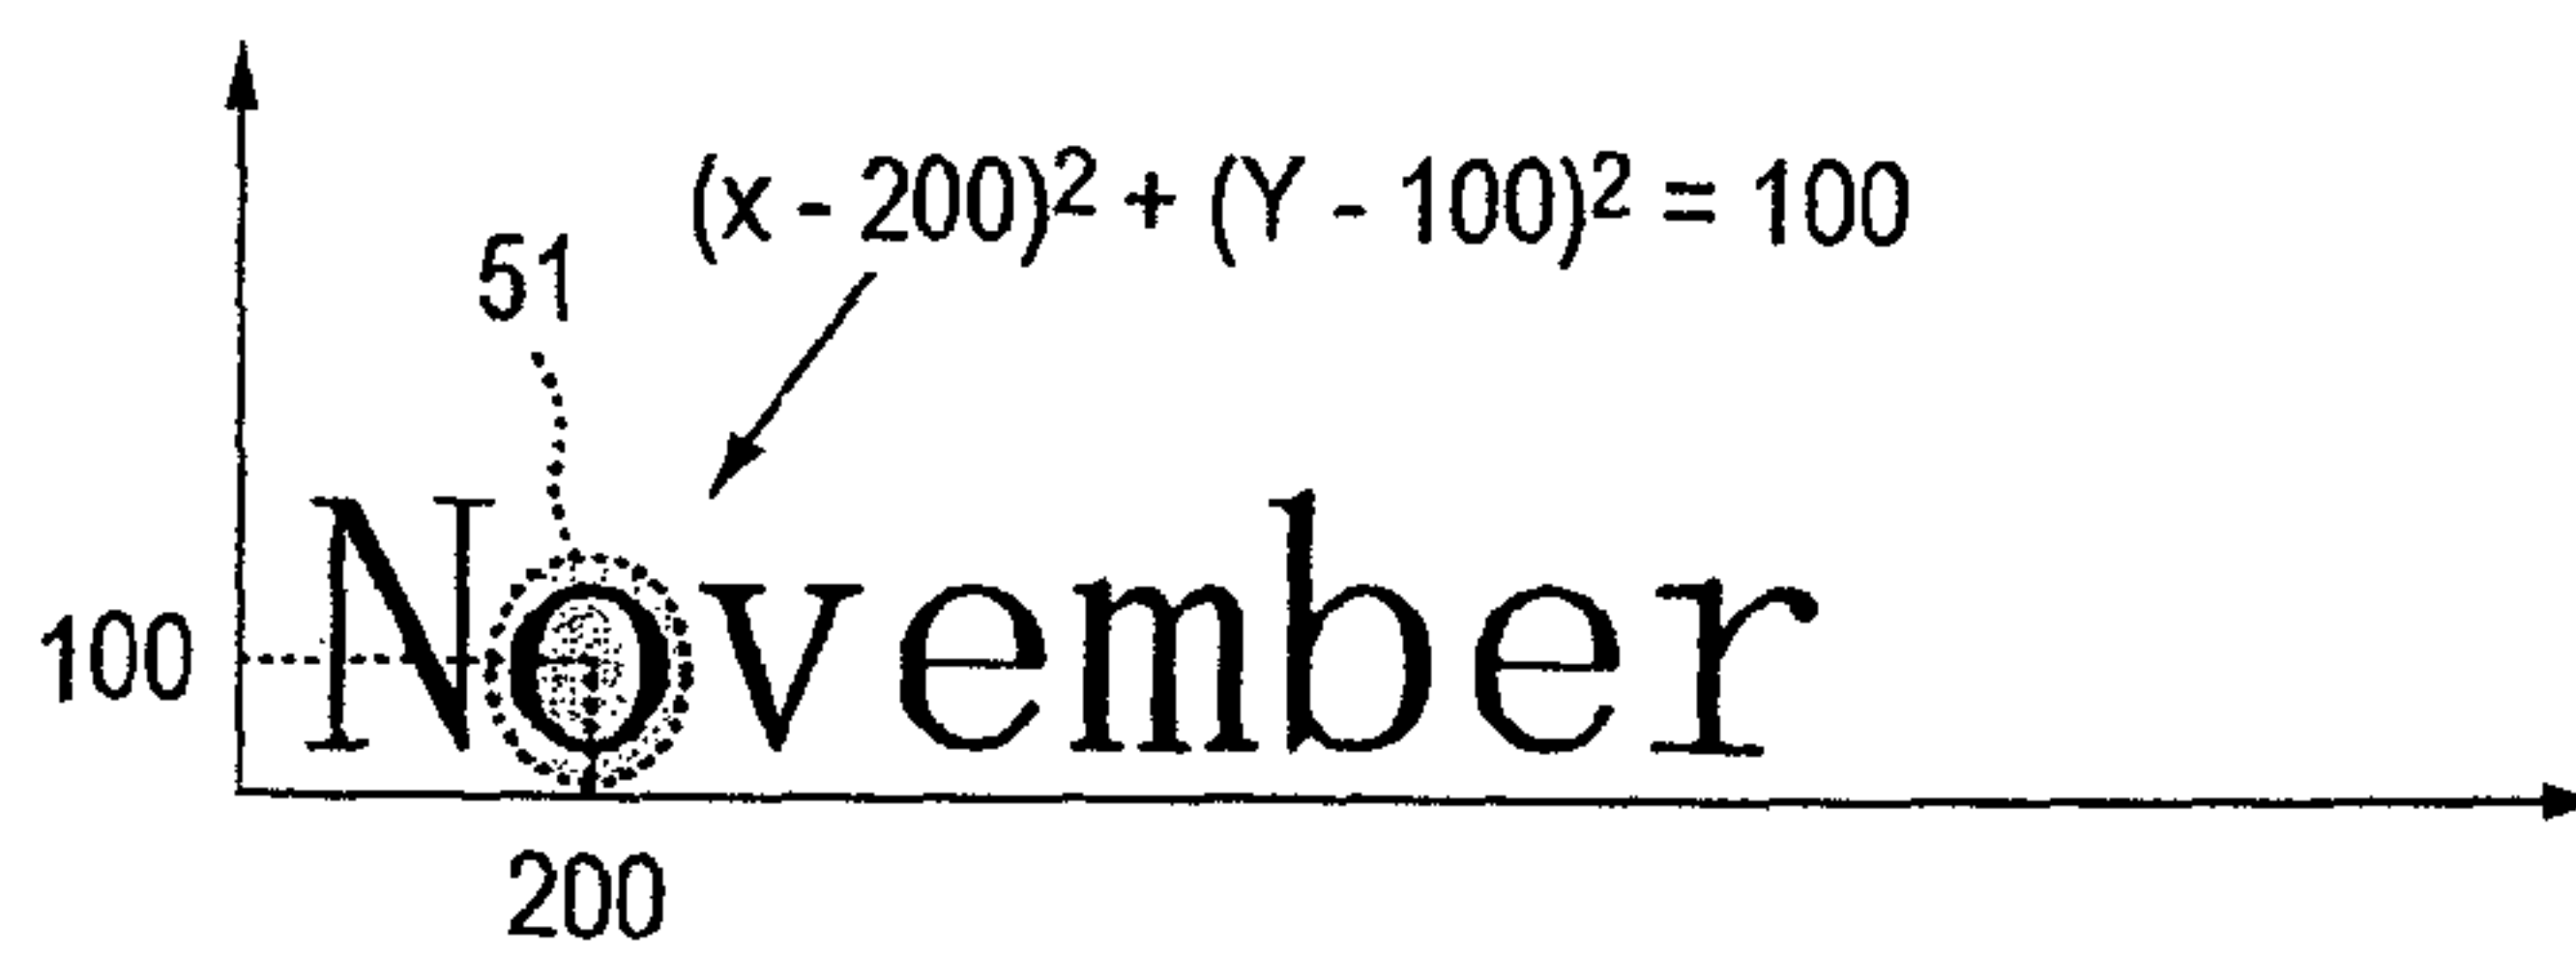 (x - 200)² + (Y - 100)² = 100
51
November
100
200